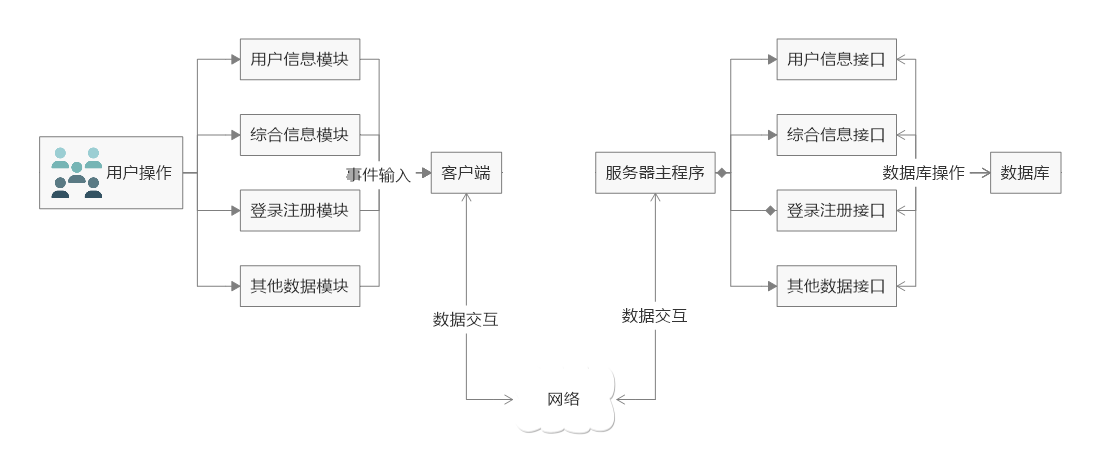 用户操作
用户信息模块
综合信息模块
登录注册模块
其他数据模块
事件输入
客户端
数据交互
网络
数据交互
服务器主程序
用户信息接口
综合信息接口
登录注册接口
其他数据接口
数据库操作
数据库